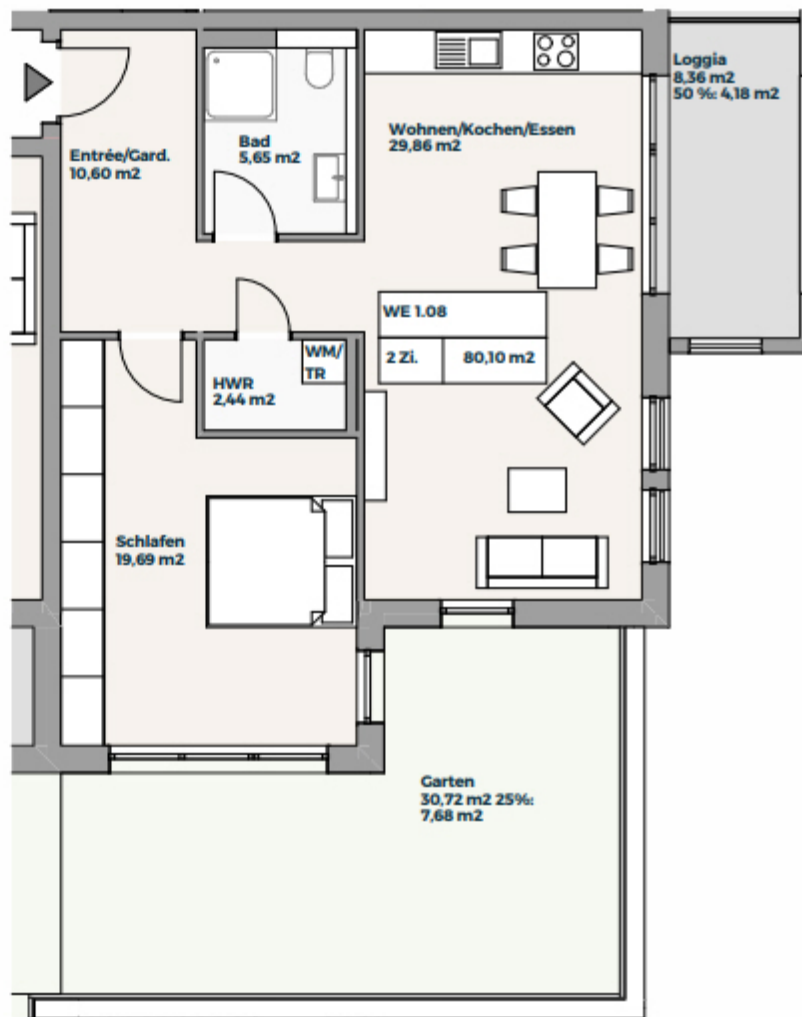 Loggia
8,36 m2
50 %: 4,18 m2
Wohnen/Kochen/Essen
29,86 m2
Bad
5,65 m2
Entrée/Gard.
10,60 m2
WE 1.08
2 Zi. 80,10 m2
WM/
TR
HWR
2,44 m2
Schlafen
19,69 m2
Garten
30,72 m2 25%:
7,68 m2